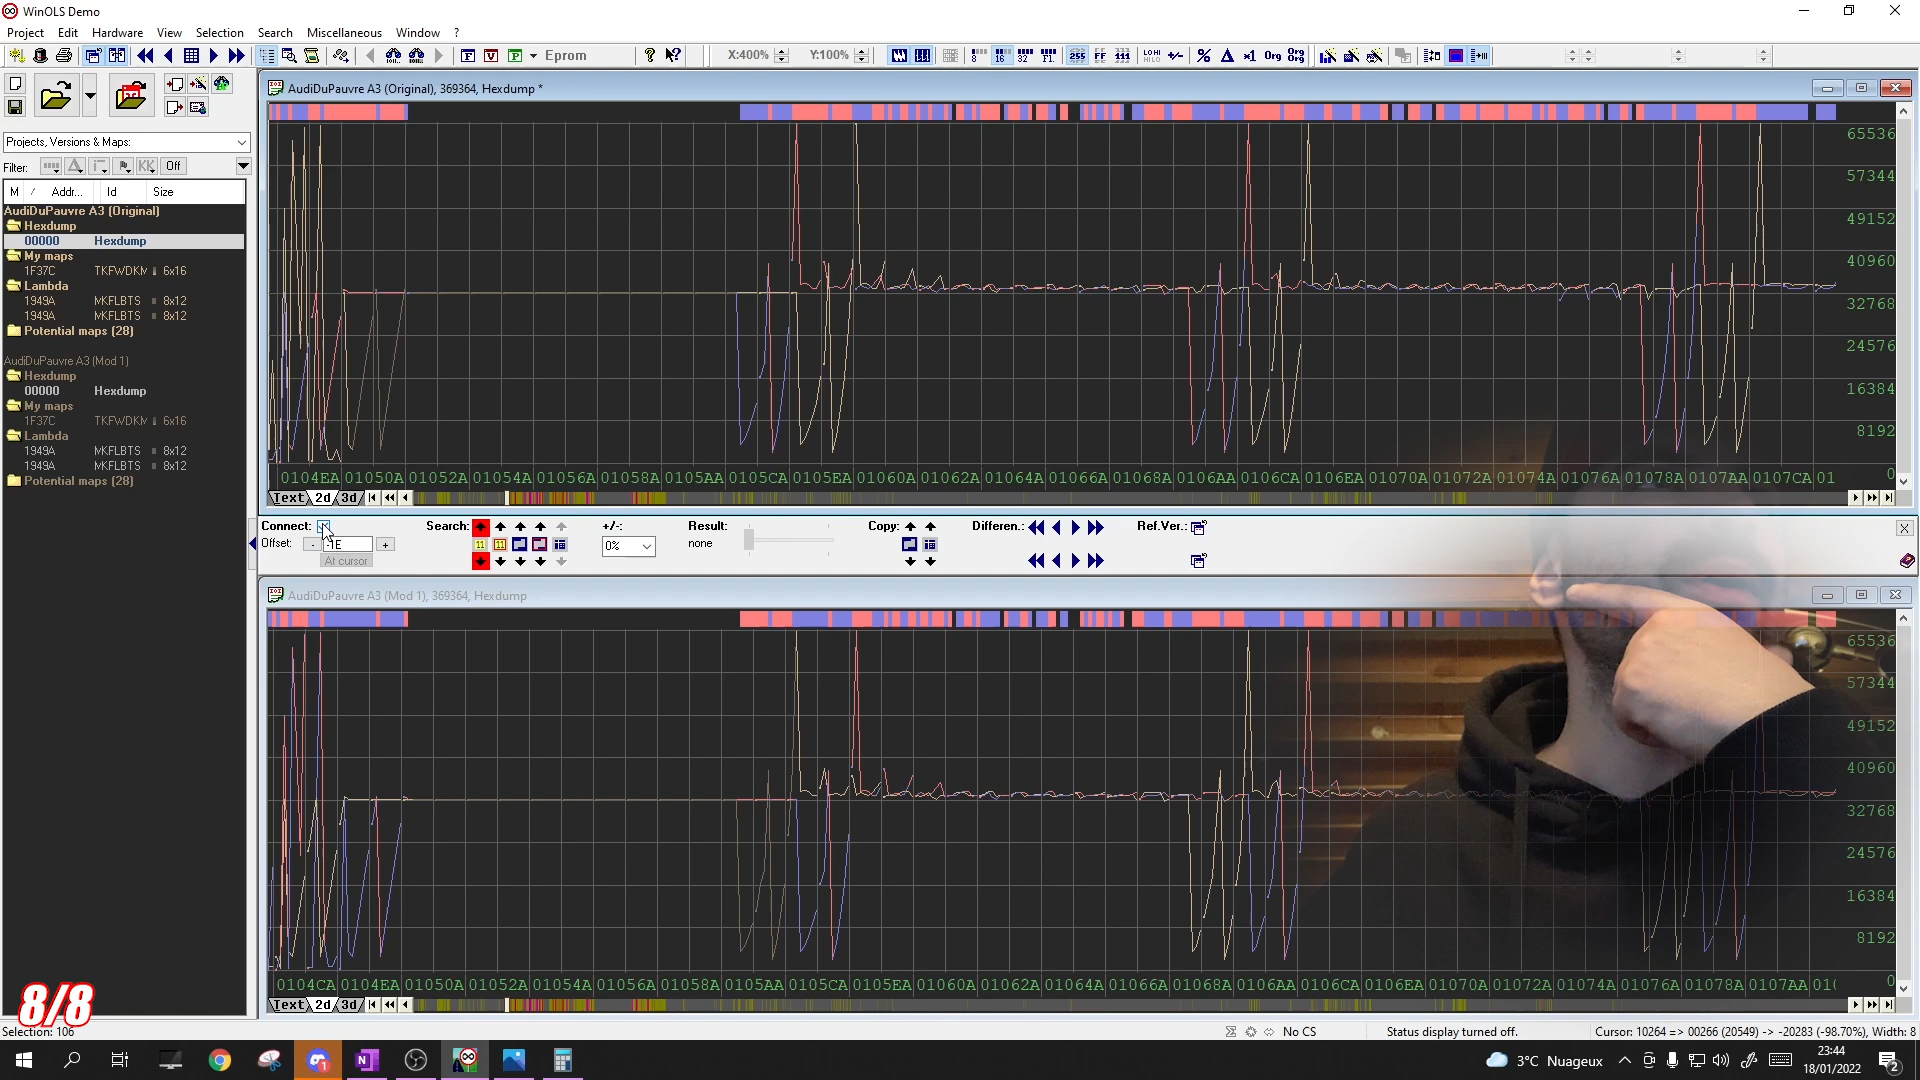 WinOLS Demo
Project Edit Hardware View Selection Search Miscellaneous Window ?
Eprom X:400% Y:100%
AudiDuPauvre A3 (Original), 369364, Hexdump *
Projects, Versions & Maps:
Filter: Off
M / Addr... Id Size
AudiDuPauvre A3 (Original)
Hexdump
00000 Hexdump
My maps
1F37C TKFWDKM 6x16
Lambda
1949A MKFLBTS 8x12
1949A MKFLBTS 8x12
Potential maps (28)
AudiDuPauvre A3 (Mod 1)
Hexdump
00000 Hexdump
My maps
1F37C TKFWDKM 6x16
Lambda
1949A MKFLBTS 8x12
1949A MKFLBTS 8x12
Potential maps (28)
65536
57344
49152
40960
32768
24576
16384
8192
0
0104EA 01050A 01052A 01054A 01056A 01058A 0105AA 0105CA 0105EA 01060A 01062A 01064A 01066A 01068A 0106AA 0106CA 0106EA 01070A 01072A 01074A 01076A 01078A 0107AA 0107CA 01
Text 2d 3d
Connect: Search: +/-: Result: Copy: Differen.: Ref.Ver.:
Offset: - -1E + 0% none
At cursor
AudiDuPauvre A3 (Mod 1), 369364, Hexdump
65536
57344
49152
40960
32768
24576
16384
8192
0
0104CA 0104EA 01050A 01052A 01054A 01056A 01058A 0105AA 0105CA 0105EA 01060A 01062A 01064A 01066A 01068A 0106AA 0106CA 0106EA 01070A 01072A 01074A 01076A 01078A 0107AA
Text 2d 3d
8/8
Selection: 106 No CS Status display turned off. Cursor: 10264 => 00266 (20549) -> -20283 (-98.70%), Width: 8
3°C Nuageux
23:44
18/01/2022